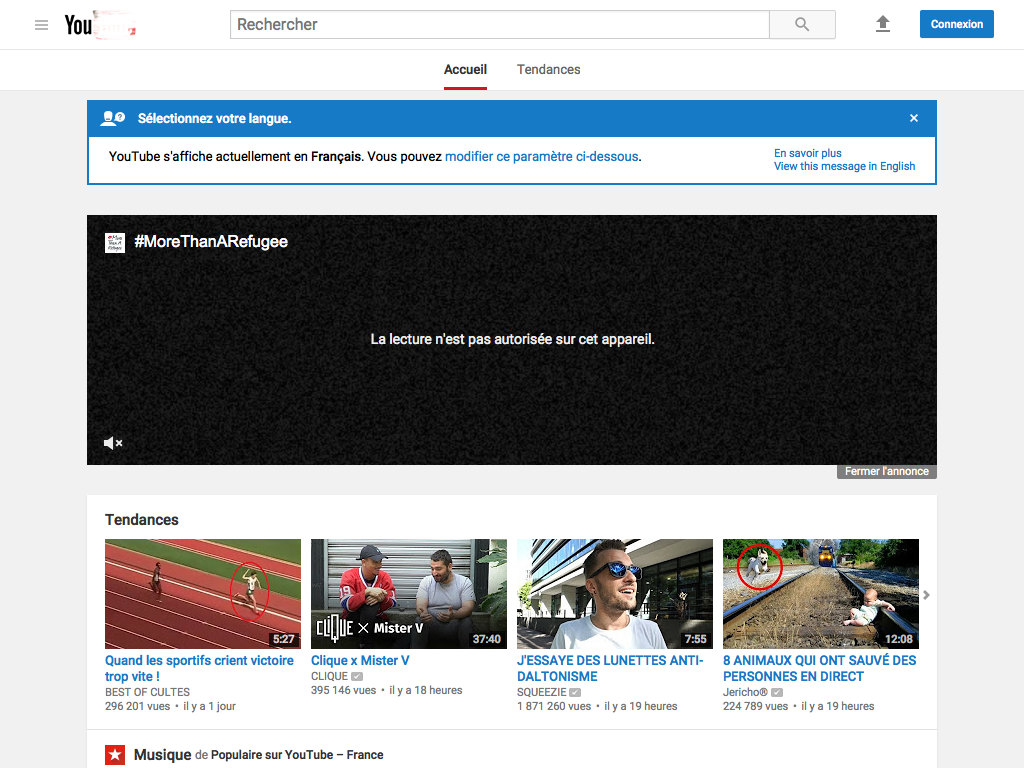 You
Rechercher
Connexion
Accueil
Tendances
Sélectionnez votre langue.
YouTube s'affiche actuellement en Français. Vous pouvez modifier ce paramètre ci-dessous.
En savoir plus
View this message in English
#MoreThanARefugee
La lecture n'est pas autorisée sur cet appareil.
Fermer l'annonce
Tendances
5:27
Quand les sportifs crient victoire
trop vite !
BEST OF CULTES
296 201 vues • il y a 1 jour
CLIQUE X Mister V
37:40
Clique x Mister V
CLIQUE
395 146 vues • il y a 18 heures
7:55
J'ESSAYE DES LUNETTES ANTI-
DALTONISME
SQUEEZIE
1 871 260 vues • il y a 19 heures
12:08
8 ANIMAUX QUI ONT SAUVÉ DES
PERSONNES EN DIRECT
Jericho®
224 789 vues • il y a 19 heures
Musique de Populaire sur YouTube – France